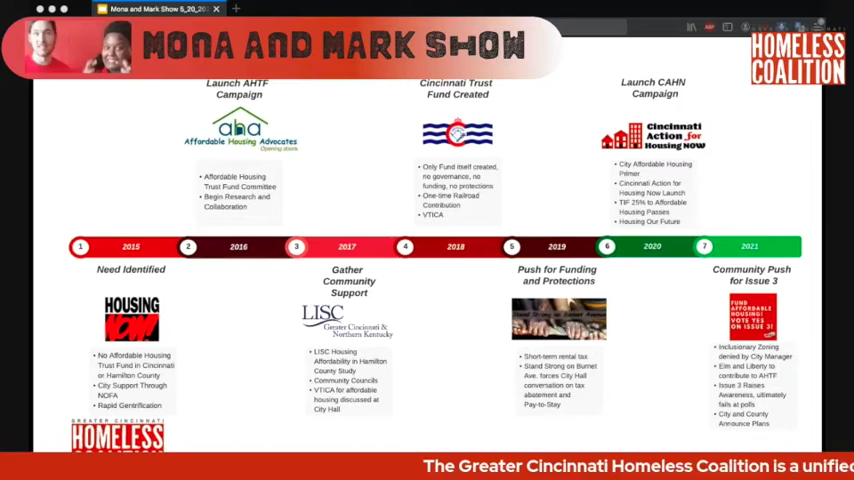 Mona and Mark Show 5_20_202
MONA AND MARK SHOW
HOMELESS
COALITION
Launch AHTF
Campaign
aha
Affordable Housing Advocates
Opening doors
• Affordable Housing
Trust Fund Committee
• Begin Research and
Collaboration
Cincinnati Trust
Fund Created
• Only Fund itself created,
no governance, no
funding, no protections
• One-time Railroad
Contribution
• VTICA
Launch CAHN
Campaign
Cincinnati
Action for
Housing Now
• City Affordable Housing
Primer
• Cincinnati Action for
Housing Now Launch
• TIF 25% to Affordable
Housing Passes
• Housing Our Future
1 2015 2 2016 3 2017 4 2018 5 2019 6 2020 7 2021
Need Identified
HOUSING
NOW!
• No Affordable Housing
Trust Fund in Cincinnati
or Hamilton County
• City Support Through
NOFA
• Rapid Gentrification
Gather
Community
Support
LISC
Greater Cincinnati &
Northern Kentucky
• LISC Housing
Affordability in Hamilton
County Study
• Community Councils
• VTICA for affordable
housing discussed at
City Hall
Push for Funding
and Protections
Stand Strong on Burnet Avenue
• Short-term rental tax
• Stand Strong on Burnet
Ave. forces City Hall
conversation on tax
abatement and
Pay-to-Stay
Community Push
for Issue 3
FUND
AFFORDABLE
HOUSING!
VOTE YES
ON ISSUE 3!
• Inclusionary Zoning
denied by City Manager
• Elm and Liberty to
contribute to AHTF
• Issue 3 Raises
Awareness, ultimately
fails at polls
• City and County
Announce Plans
GREATER CINCINNATI
HOMELESS
COALITION
The Greater Cincinnati Homeless Coalition is a unified